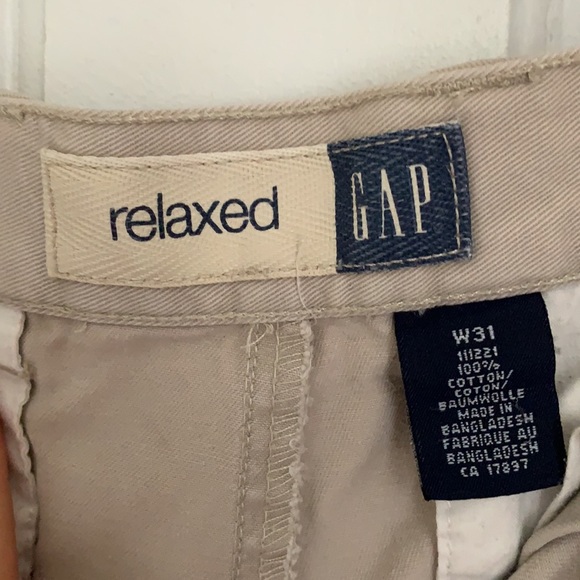 relaxed GAP
W31
111221
100%
COTTON/
COTON/
BAUMWOLLE
MADE IN
BANGLADESH
FABRIQUE AU
BANGLADESH
CA 17897